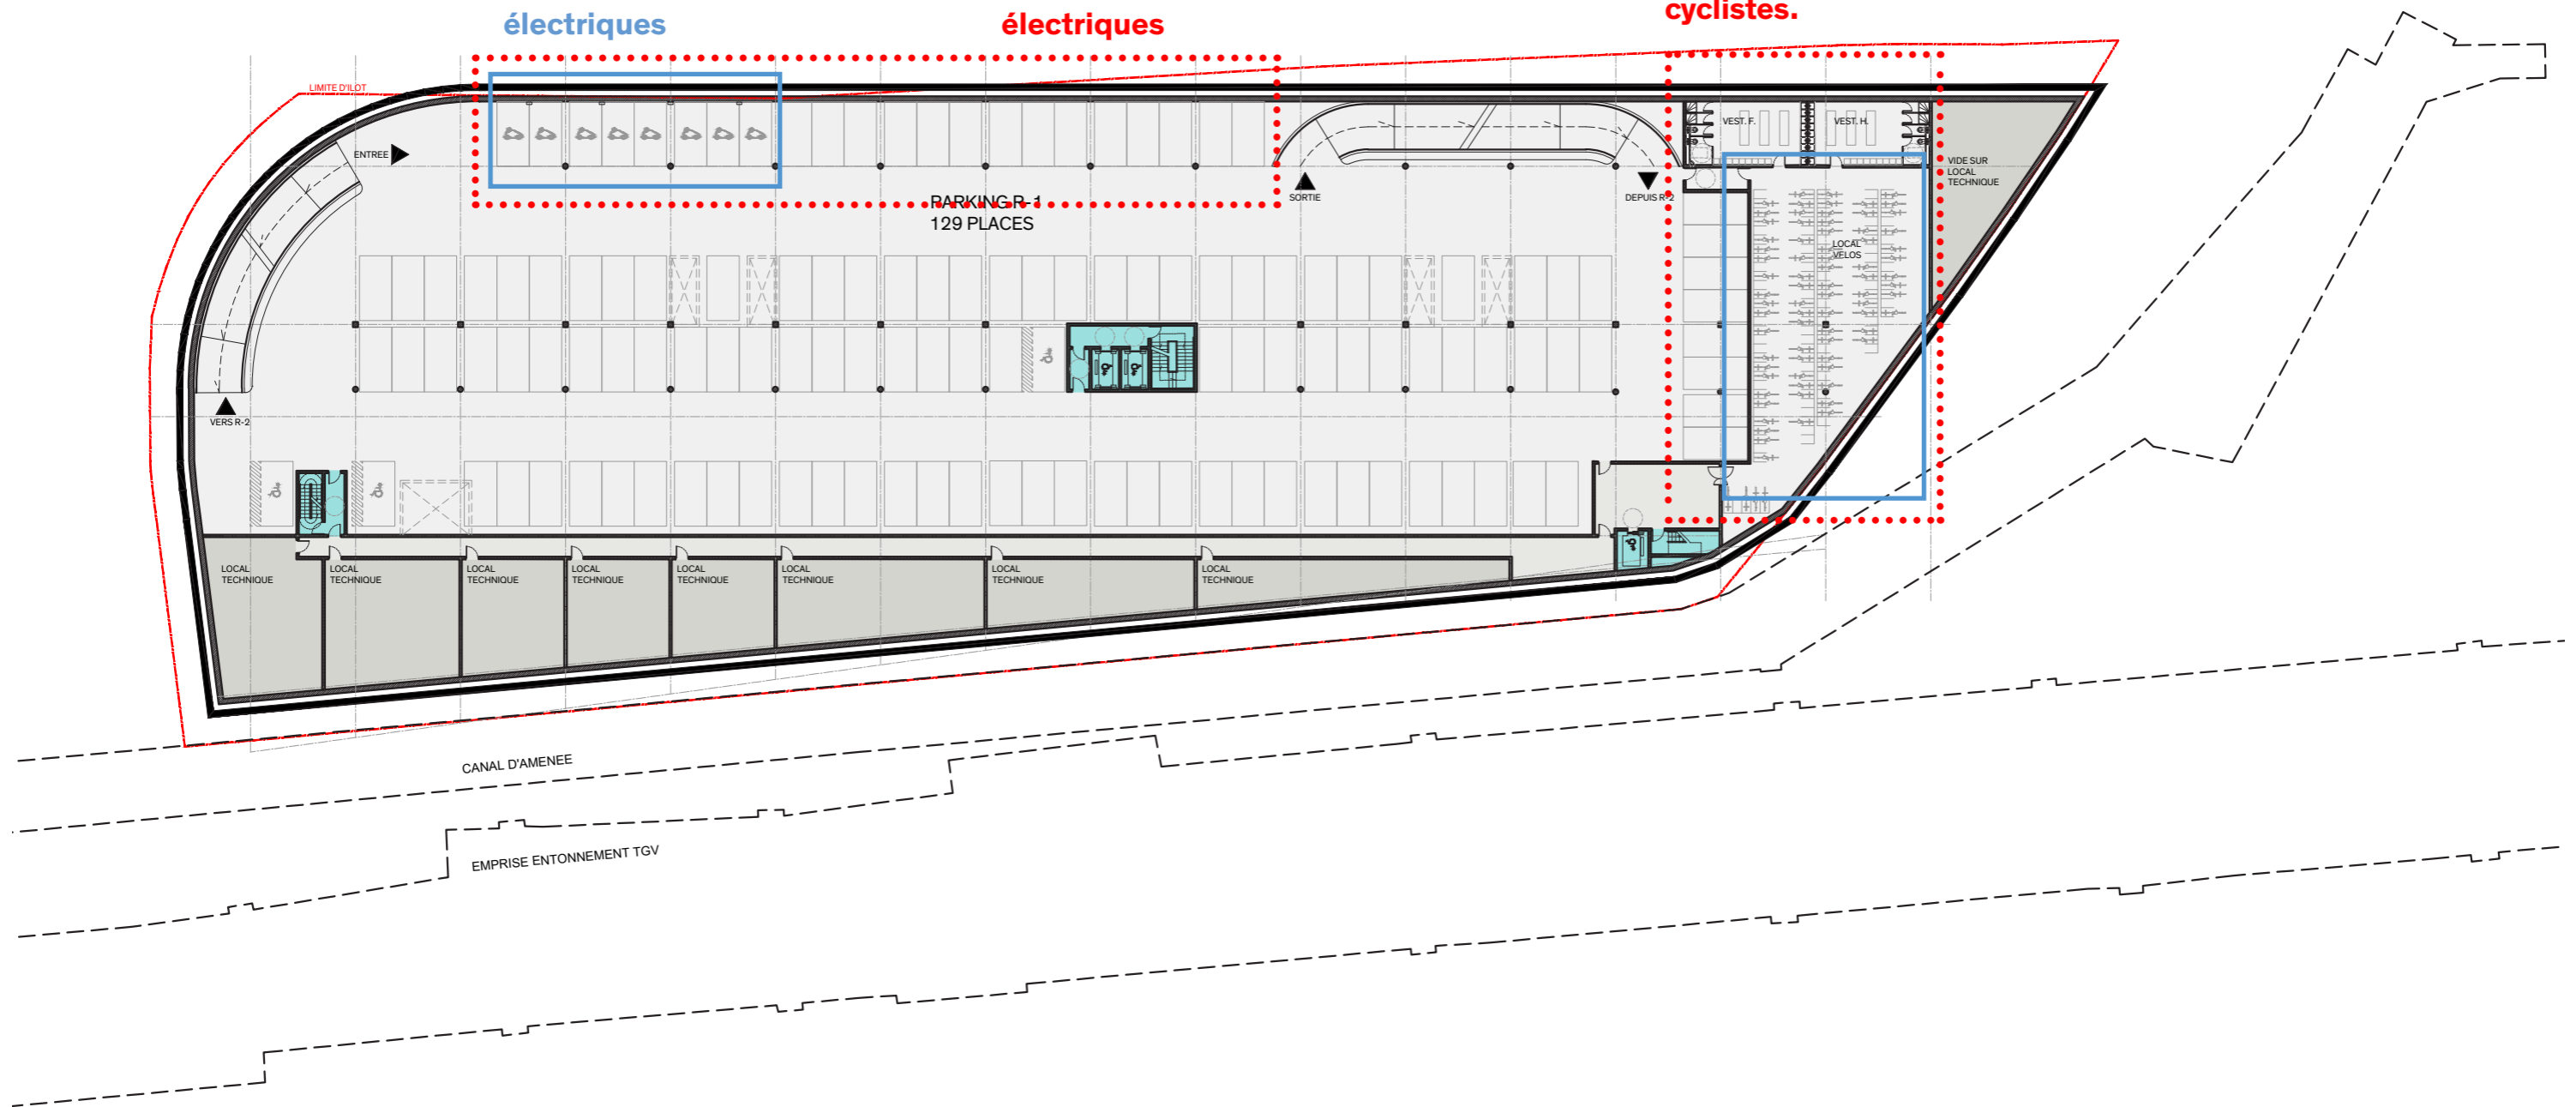 électriques
électriques
cyclistes.
LIMITE D'ILOT
ENTREE
VEST. F.
VEST. H.
VIDE SUR
LOCAL
TECHNIQUE
PARKING R-1
129 PLACES
SORTIE
DEPUIS R-2
LOCAL
VELOS
VERS R-2
LOCAL
TECHNIQUE
LOCAL
TECHNIQUE
LOCAL
TECHNIQUE
LOCAL
TECHNIQUE
LOCAL
TECHNIQUE
LOCAL
TECHNIQUE
LOCAL
TECHNIQUE
LOCAL
TECHNIQUE
CANAL D'AMENEE
EMPRISE ENTONNEMENT TGV